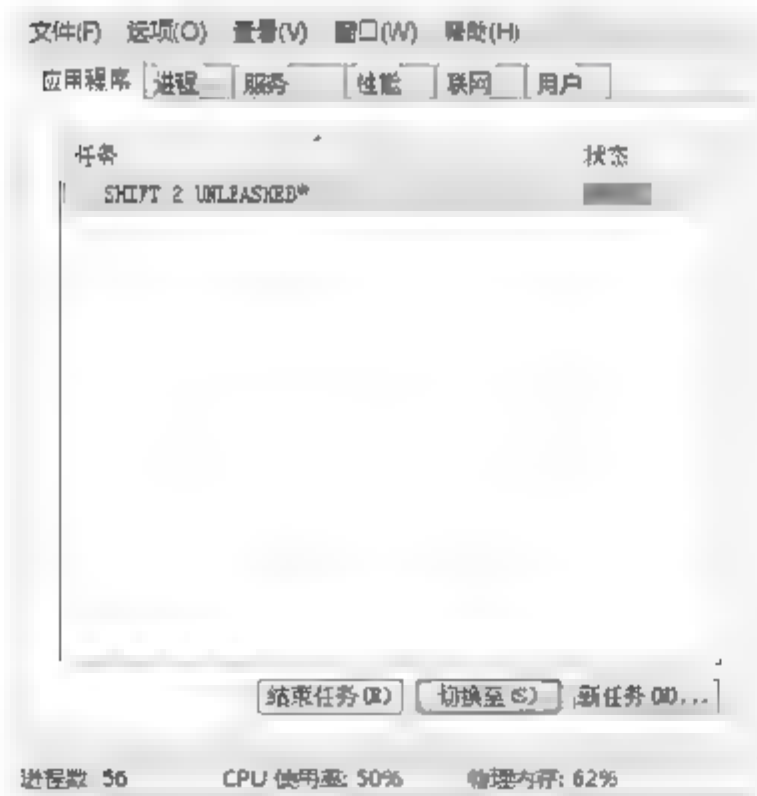 文件(F) 选项(O) 查看(V) 窗口(W) 帮助(H)
应用程序 进程 服务 性能 联网 用户
任务 状态
SHIFT 2 UNLEASHED™
结束任务(E) 切换至(S) 新任务(N)...
进程数: 56 CPU 使用率: 50% 物理内存: 62%